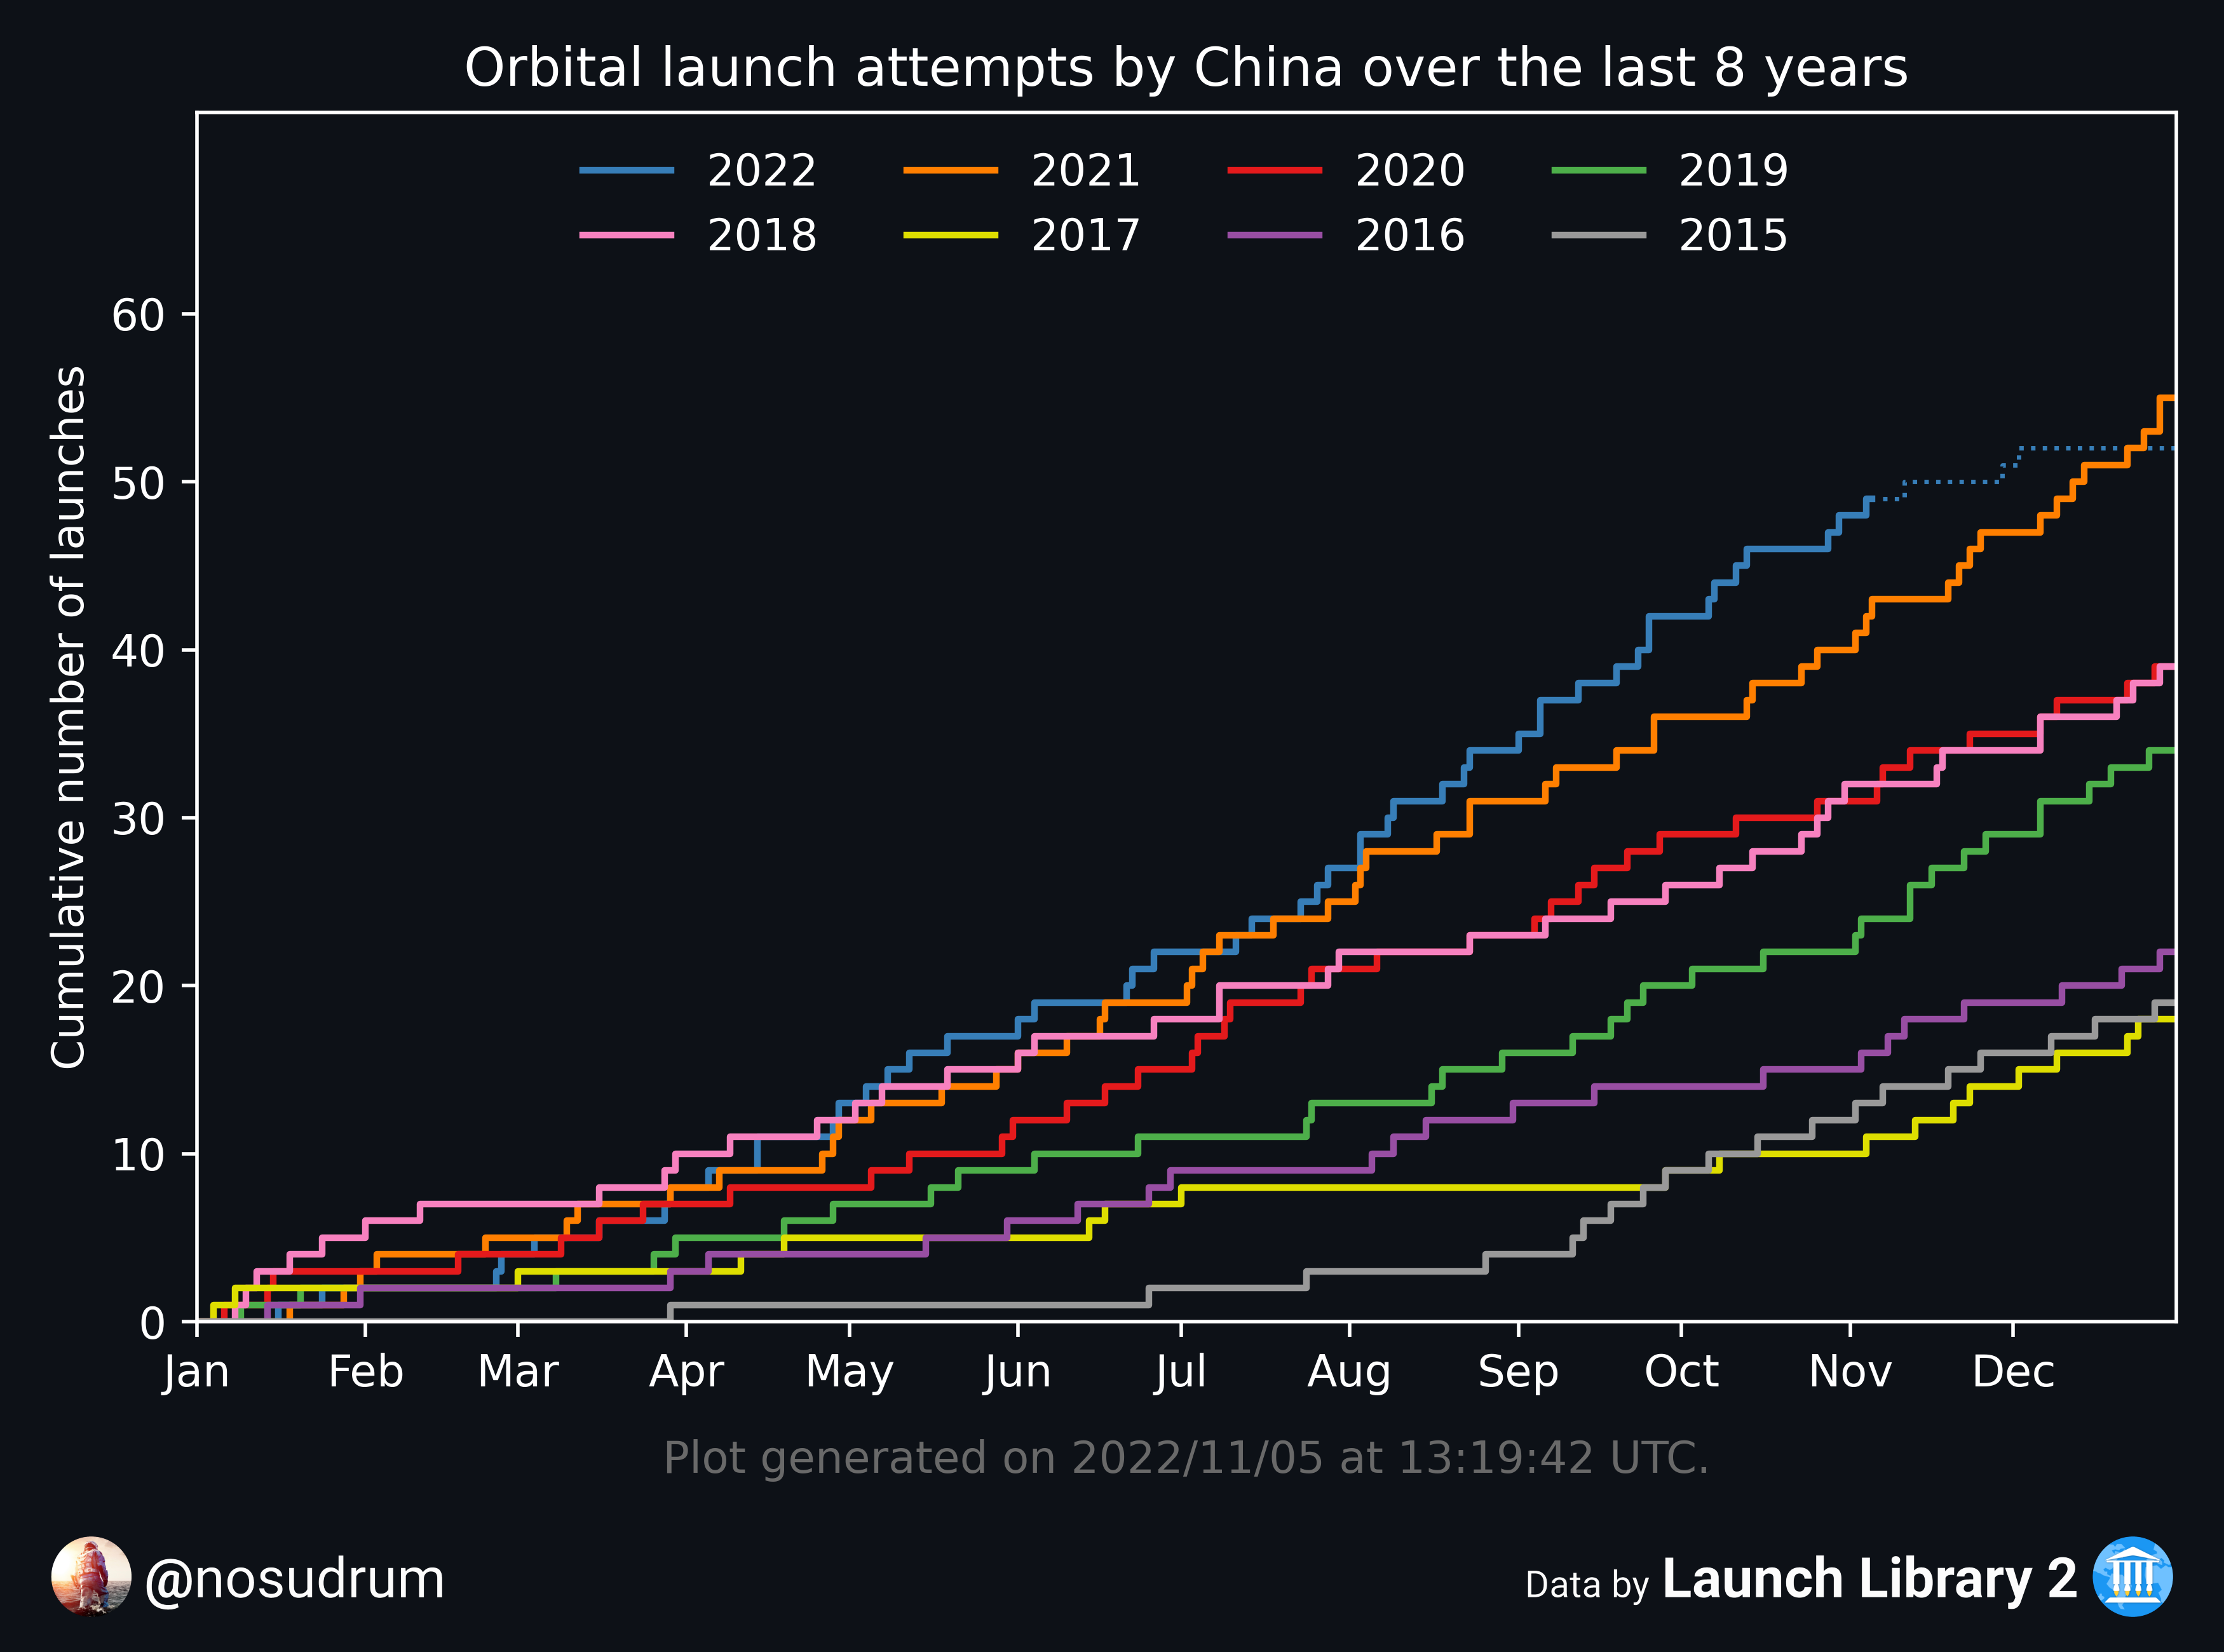 Orbital launch attempts by China over the last 8 years
2022 2021 2020 2019
2018 2017 2016 2015
Cumulative number of launches
60
50
40
30
20
10
0
Jan Feb Mar Apr May Jun Jul Aug Sep Oct Nov Dec
Plot generated on 2022/11/05 at 13:19:42 UTC.
@nosudrum
Data by Launch Library 2